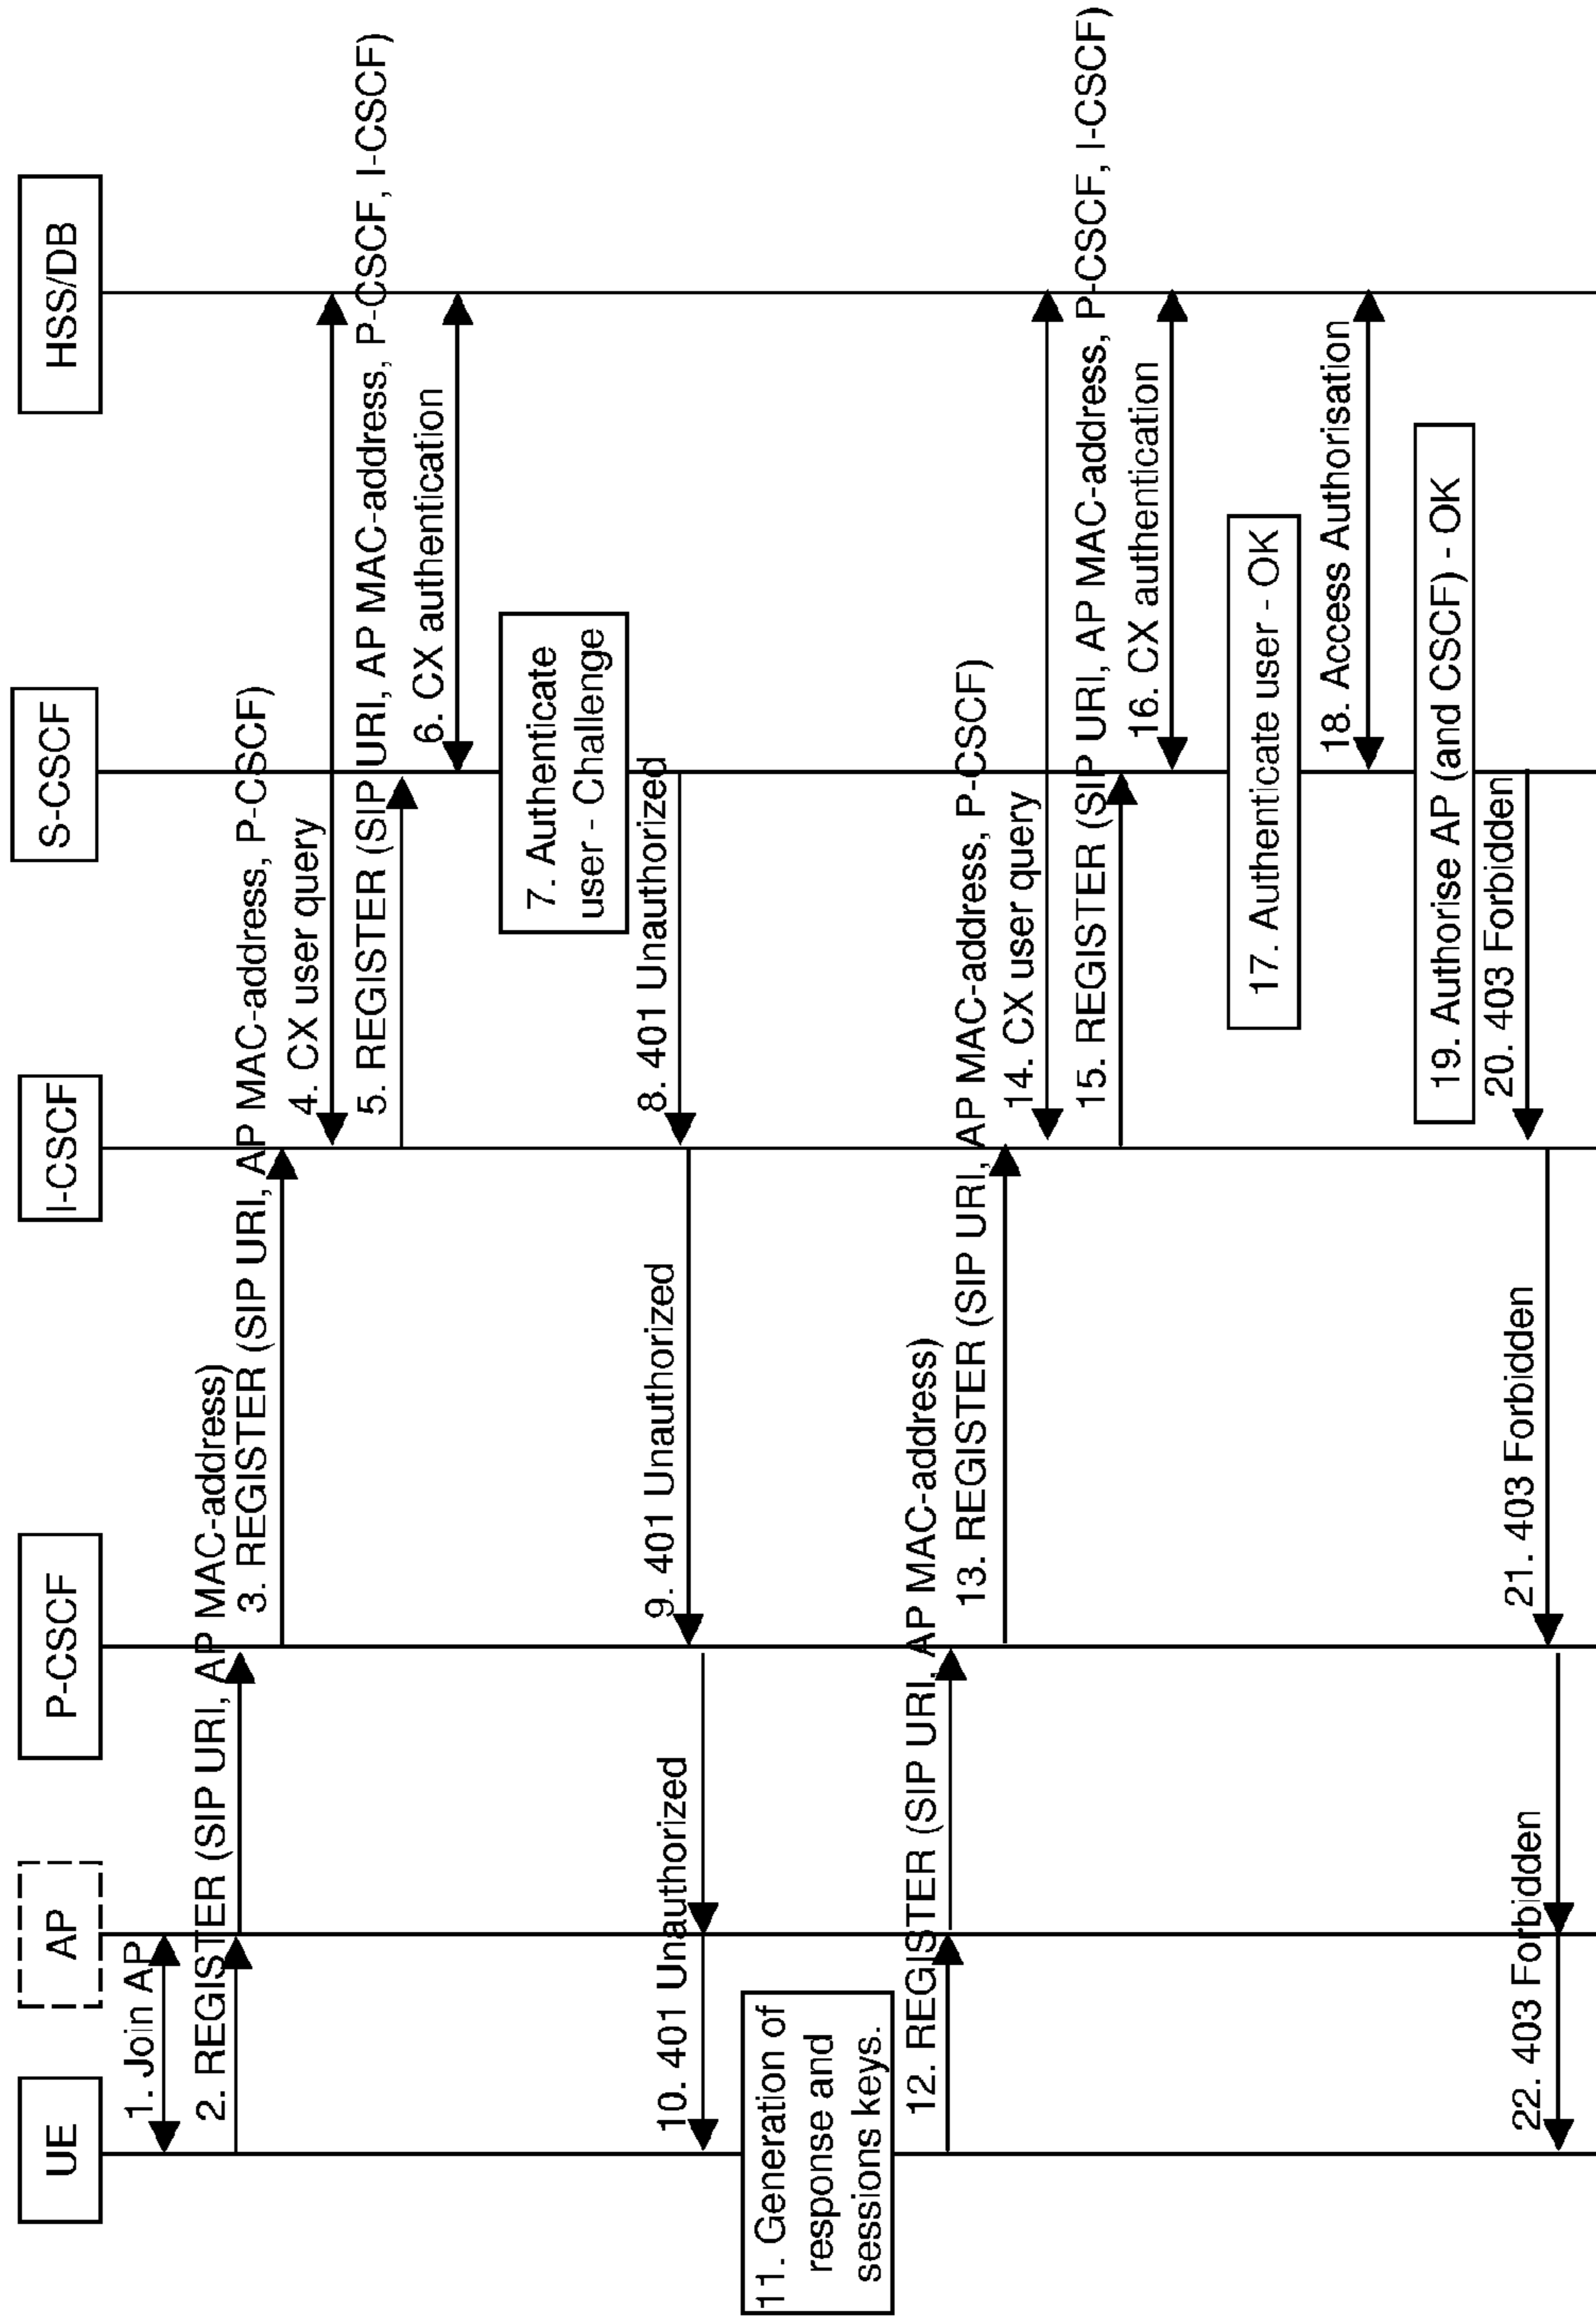 UE
AP
P-CSCF
I-CSCF
S-CSCF
HSS/DB
1. Join AP
2. REGISTER (SIP URI, AP MAC-address)
3. REGISTER (SIP URI, AP MAC-address, P-CSCF)
4. CX user query
5. REGISTER (SIP URI, AP MAC-address, P-CSCF, I-CSCF)
6. CX authentication
7. Authenticate
user - Challenge
8. 401 Unauthorized
9. 401 Unauthorized
10. 401 Unauthorized
11. Generation of
response and
sessions keys.
12. REGISTER (SIP URI, AP MAC-address)
13. REGISTER (SIP URI, AP MAC-address, P-CSCF)
14. CX user query
15. REGISTER (SIP URI, AP MAC-address, P-CSCF, I-CSCF)
16. CX authentication
17. Authenticate user - OK
18. Access Authorisation
19. Authorise AP (and CSCF) - OK
20. 403 Forbidden
21. 403 Forbidden
22. 403 Forbidden